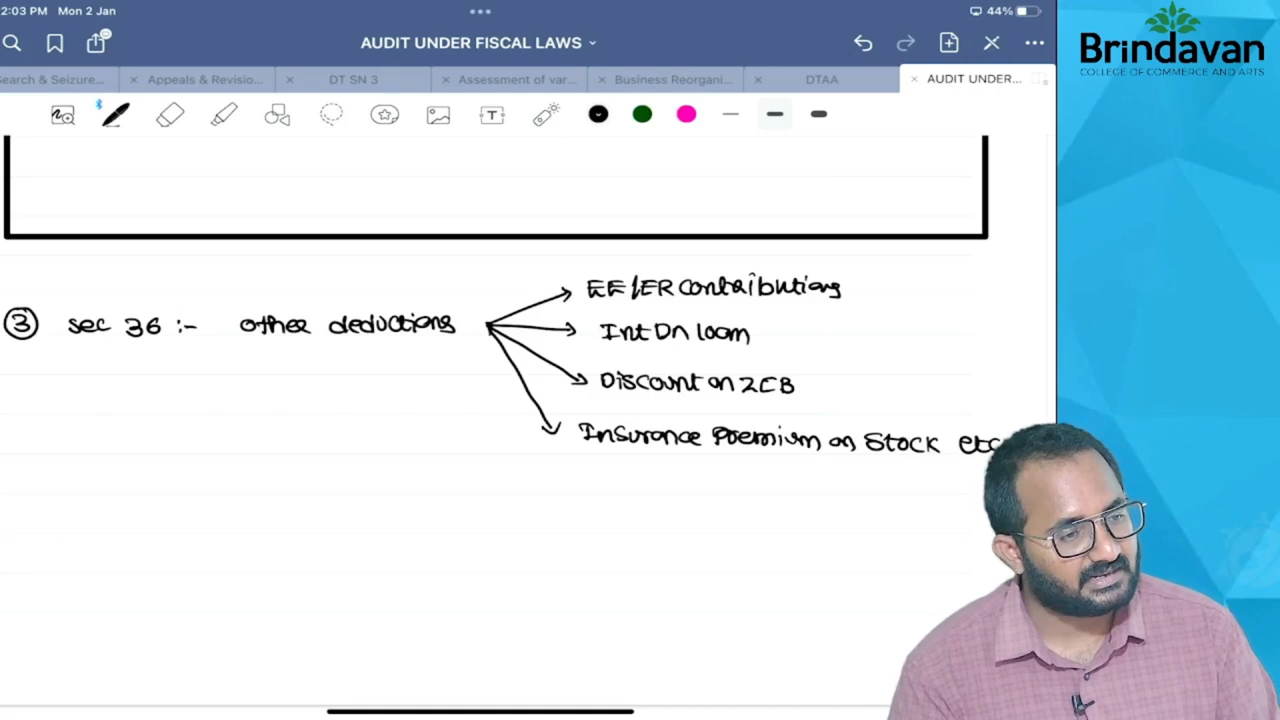 2:03 PM Mon 2 Jan
44%
AUDIT UNDER FISCAL LAWS
Brindavan
COLLEGE OF COMMERCE AND ARTS
earch & Seizure...
Appeals & Revisio...
DT SN 3
Assessment of var...
Business Reorgani...
DTAA
AUDIT UNDER...
EE/ER contributions
③ sec 36 :- other deductions
Int On loan
Discount on ZCB
Insurance Premium on Stock etc